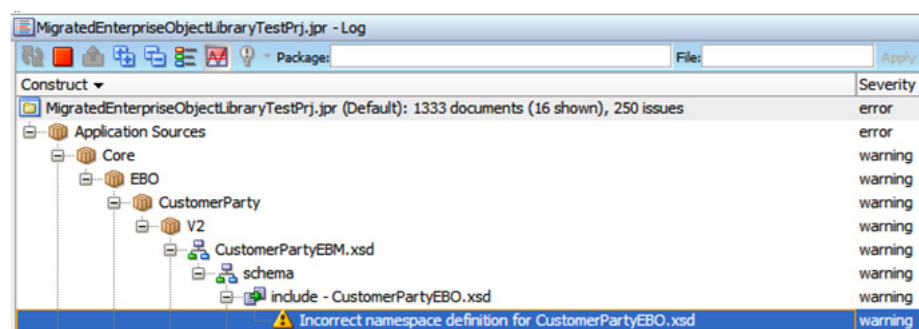 MigratedEnterpriseObjectLibraryTestPrj.jpr - Log
Package: File: Apply
Construct Severity
MigratedEnterpriseObjectLibraryTestPrj.jpr (Default): 1333 documents (16 shown), 250 issues error
Application Sources error
Core warning
EBO warning
CustomerParty warning
V2 warning
CustomerPartyEBM.xsd warning
schema warning
include - CustomerPartyEBO.xsd warning
Incorrect namespace definition for CustomerPartyEBO.xsd warning